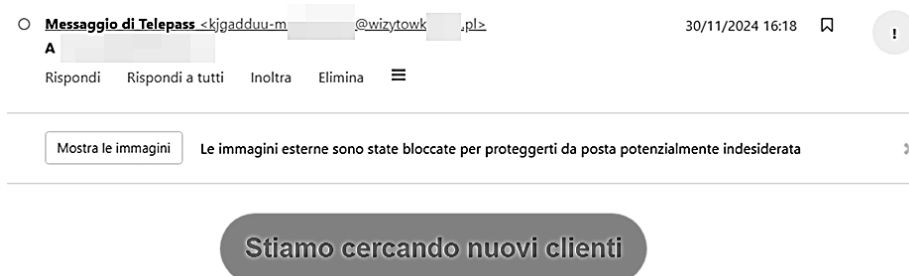 Messaggio di Telepass <kjgadduu-m @wizytowk .pl> 30/11/2024 16:18 !
A
Rispondi Rispondi a tutti Inoltra Elimina
Mostra le immagini Le immagini esterne sono state bloccate per proteggerti da posta potenzialmente indesiderata
Stiamo cercando nuovi clienti